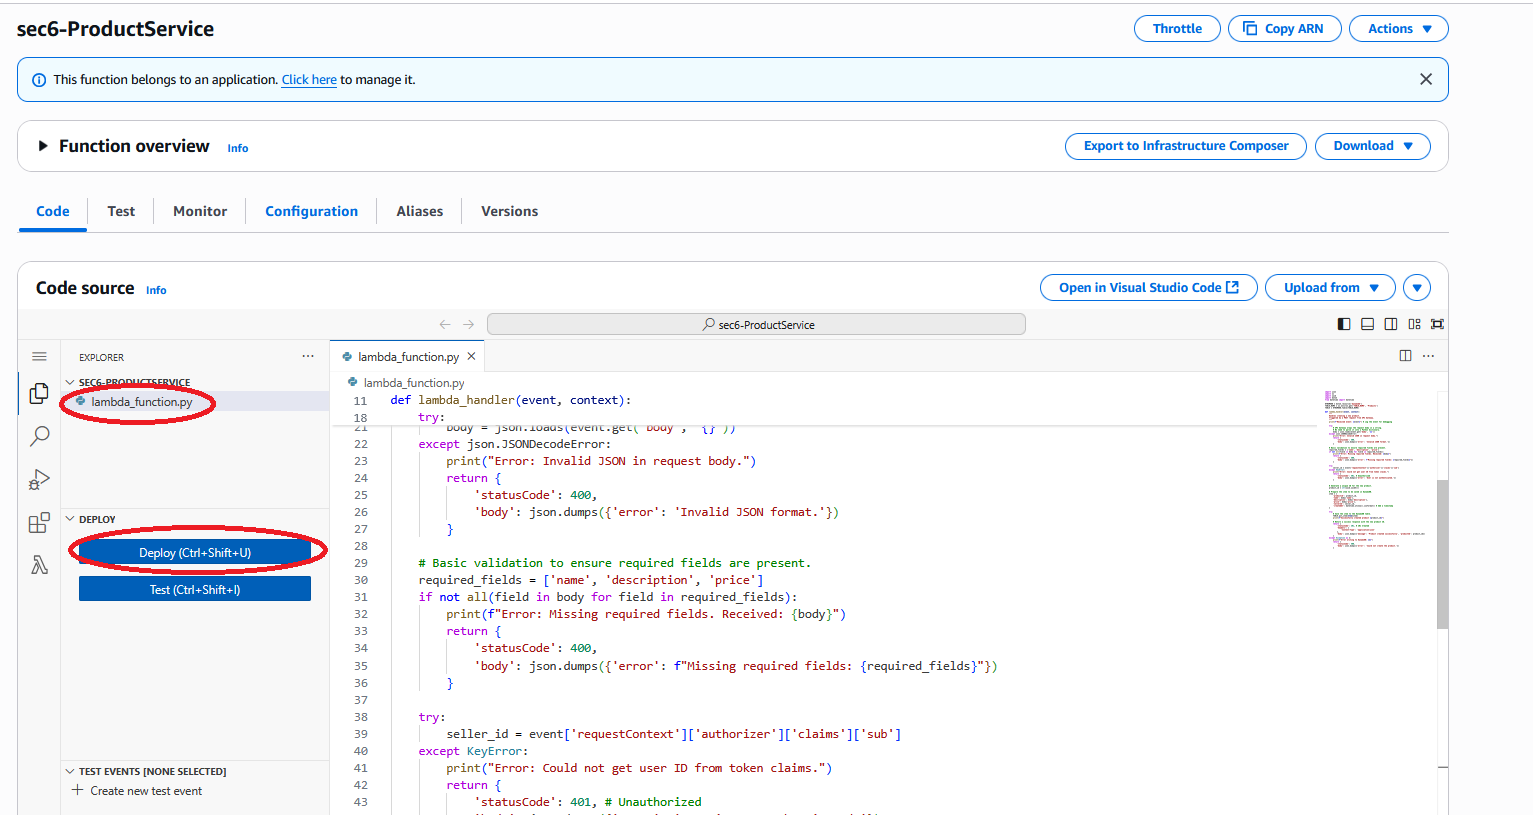 sec6-ProductService
Throttle
Copy ARN
Actions
This function belongs to an application. Click here to manage it.
Function overview Info
Export to Infrastructure Composer
Download
Code
Test
Monitor
Configuration
Aliases
Versions
Code source Info
Open in Visual Studio Code
Upload from
sec6-ProductService
EXPLORER
SEC6-PRODUCTSERVICE
lambda_function.py
DEPLOY
Deploy (Ctrl+Shift+U)
Test (Ctrl+Shift+I)
TEST EVENTS [NONE SELECTED]
Create new test event
lambda_function.py
lambda_function.py
11 def lambda_handler(event, context):
18 try:
21 body = json.loads(event.get('body', '{}'))
22 except json.JSONDecodeError:
23 print("Error: Invalid JSON in request body.")
24 return {
25 'statusCode': 400,
26 'body': json.dumps({'error': 'Invalid JSON format.'})
27 }
28
29 # Basic validation to ensure required fields are present.
30 required_fields = ['name', 'description', 'price']
31 if not all(field in body for field in required_fields):
32 print(f"Error: Missing required fields. Received: {body}")
33 return {
34 'statusCode': 400,
35 'body': json.dumps({'error': f"Missing required fields: {required_fields}"})
36 }
37
38 try:
39 seller_id = event['requestContext']['authorizer']['claims']['sub']
40 except KeyError:
41 print("Error: Could not get user ID from token claims.")
42 return {
43 'statusCode': 401, # Unauthorized